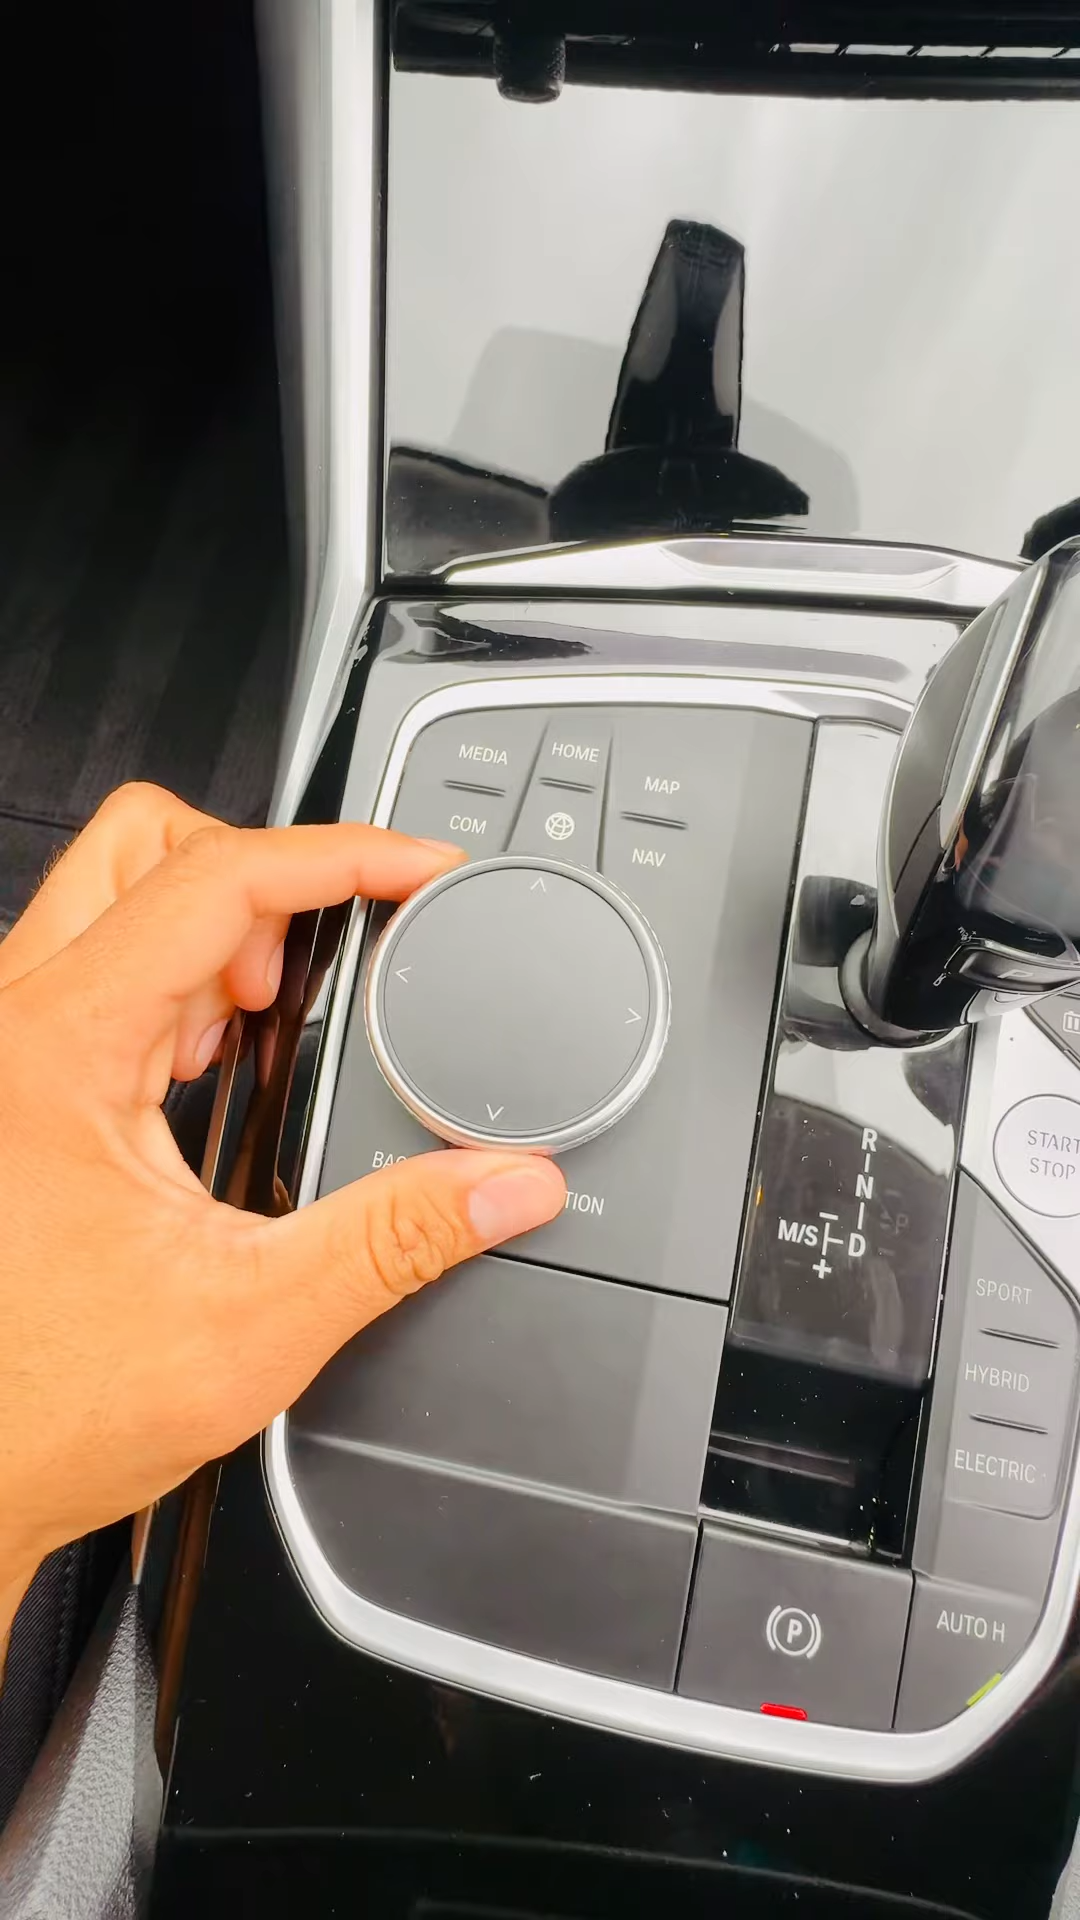 MEDIA
HOME
MAP
COM
NAV
R
N
M/S
D
P
START
STOP
SPORT
HYBRID
ELECTRIC
P
AUTO H